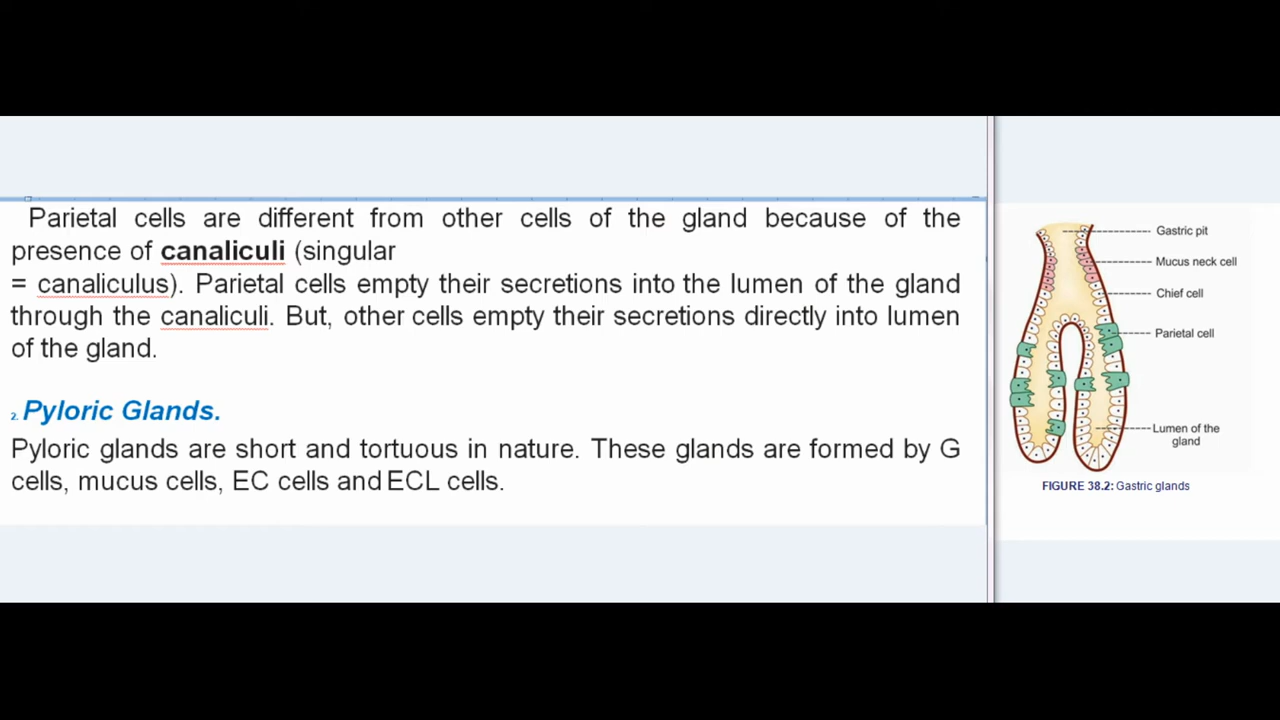 Parietal cells are different from other cells of the gland because of the
presence of canaliculi (singular
= canaliculus). Parietal cells empty their secretions into the lumen of the gland
through the canaliculi. But, other cells empty their secretions directly into lumen
of the gland.
2. Pyloric Glands.
Pyloric glands are short and tortuous in nature. These glands are formed by G
cells, mucus cells, EC cells and ECL cells.
Gastric pit
Mucus neck cell
Chief cell
Parietal cell
Lumen of the
gland
FIGURE 38.2: Gastric glands